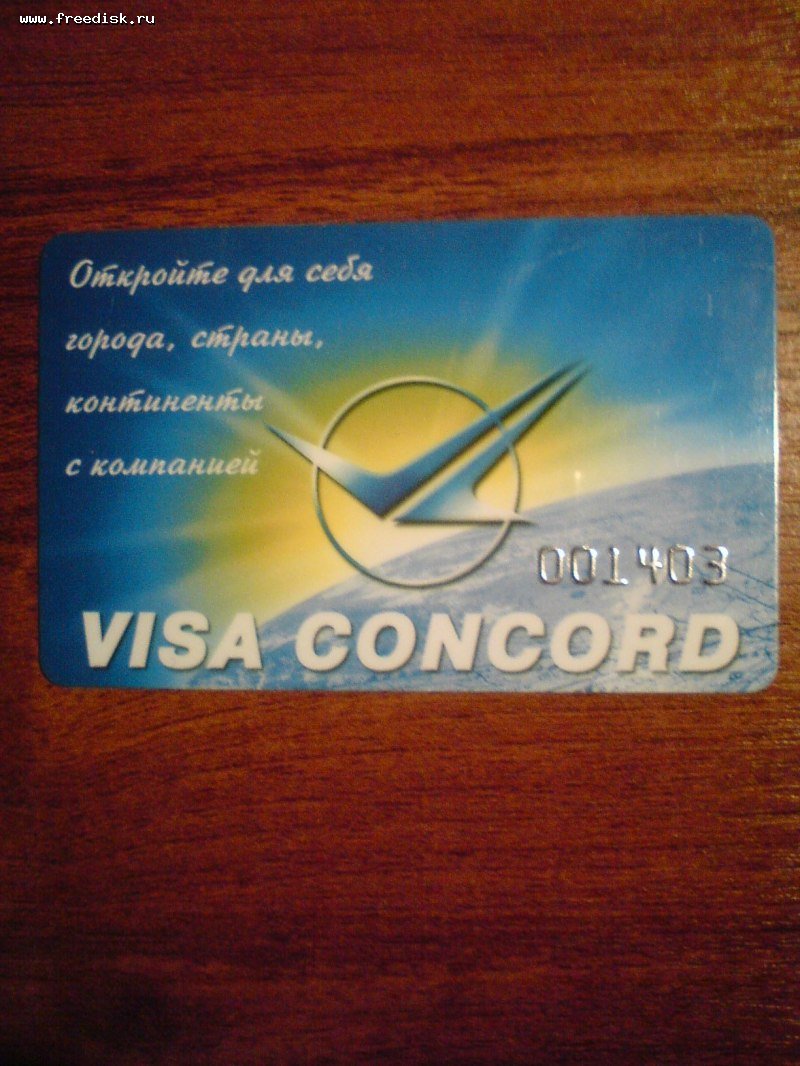 www.freedisk.ru
Откройте для себя
города, страны,
континенты
с компанией
001403
VISA CONCORD